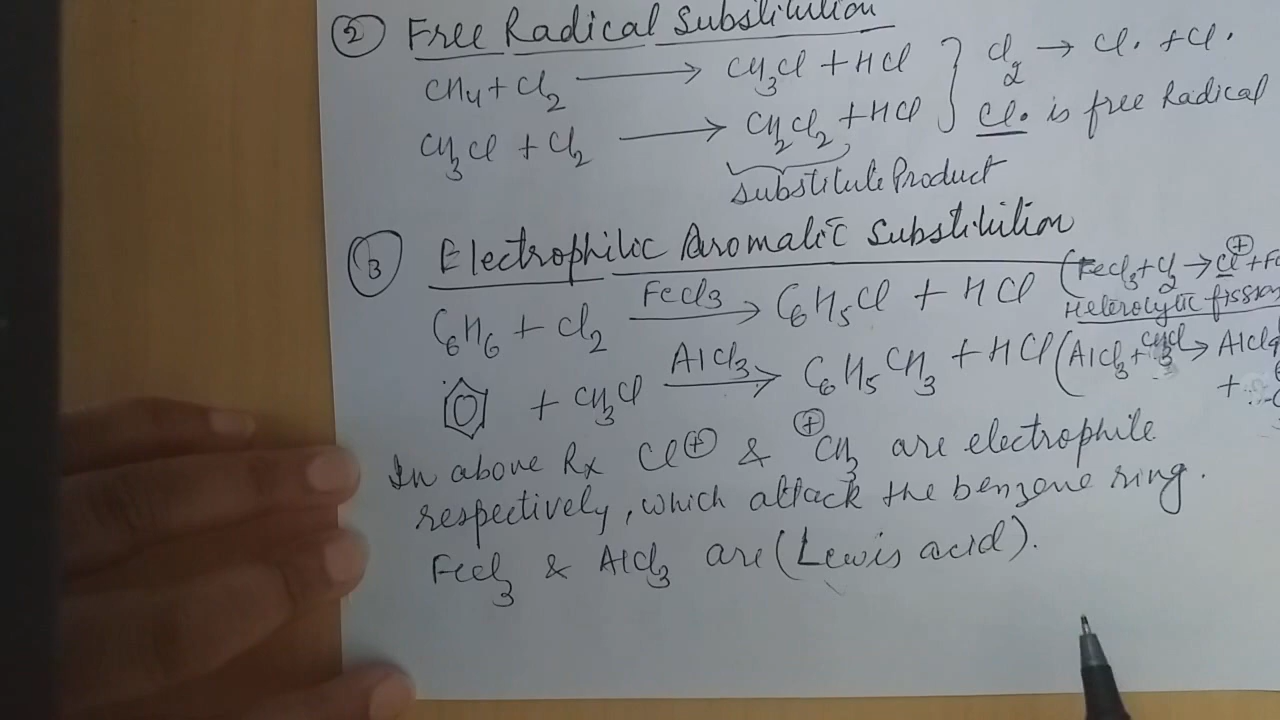 ② Free Radical Substitution
CH4 + Cl2 ⟶ CH3Cl + HCl } Cl2 → Cl• + Cl•
CH3Cl + Cl2 ⟶ CH2Cl2 + HCl } Cl• is free Radical
Substitute Product
③ Electrophilic Aromatic Substitution
C6H6 + Cl2 FeCl3 ⟶ C6H5Cl + HCl (FeCl3 + Cl2 → Cl⊕ + Fe
Heterolytic fission
+ CH3Cl AlCl3 ⟶ C6H5CH3 + HCl (AlCl3 + CH3Cl → AlCl4
+
In above Rx Cl⊕ & ⊕CH3 are electrophile
respectively, which attack the benzene ring.
FeCl3 & AlCl3 are (Lewis acid).